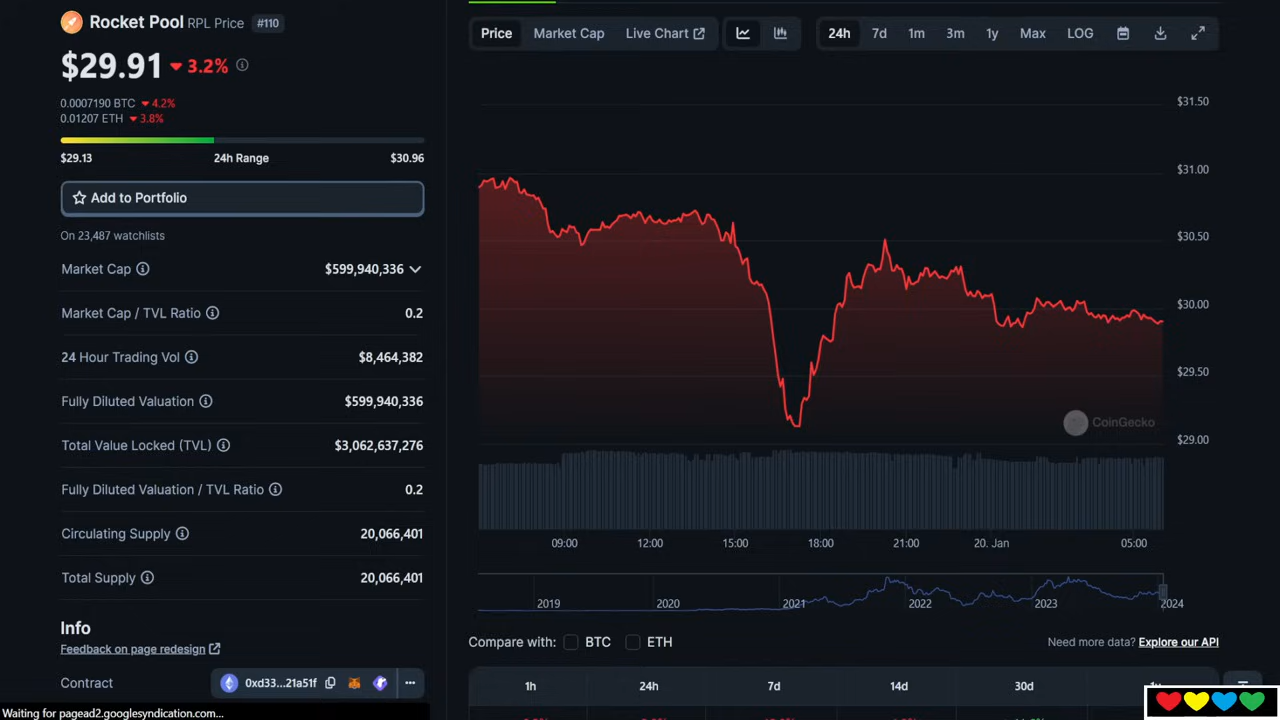 Rocket Pool RPL Price #110
$29.91 3.2%
0.0007190 BTC 4.2%
0.01207 ETH 3.8%
$29.13 24h Range $30.96
Add to Portfolio
On 23,487 watchlists
Market Cap $599,940,336
Market Cap / TVL Ratio 0.2
24 Hour Trading Vol $8,464,382
Fully Diluted Valuation $599,940,336
Total Value Locked (TVL) $3,062,637,276
Fully Diluted Valuation / TVL Ratio 0.2
Circulating Supply 20,066,401
Total Supply 20,066,401
Info
Feedback on page redesign
Contract 0xd33...21a51f
Waiting for pagead2.googlesyndication.com...
Price Market Cap Live Chart 24h 7d 1m 3m 1y Max LOG
$31.50
$31.00
$30.50
$30.00
$29.50
$29.00
CoinGecko
09:00 12:00 15:00 18:00 21:00 20. Jan 05:00
2019 2020 2021 2022 2023 2024
Compare with: BTC ETH Need more data? Explore our API
1h 24h 7d 14d 30d